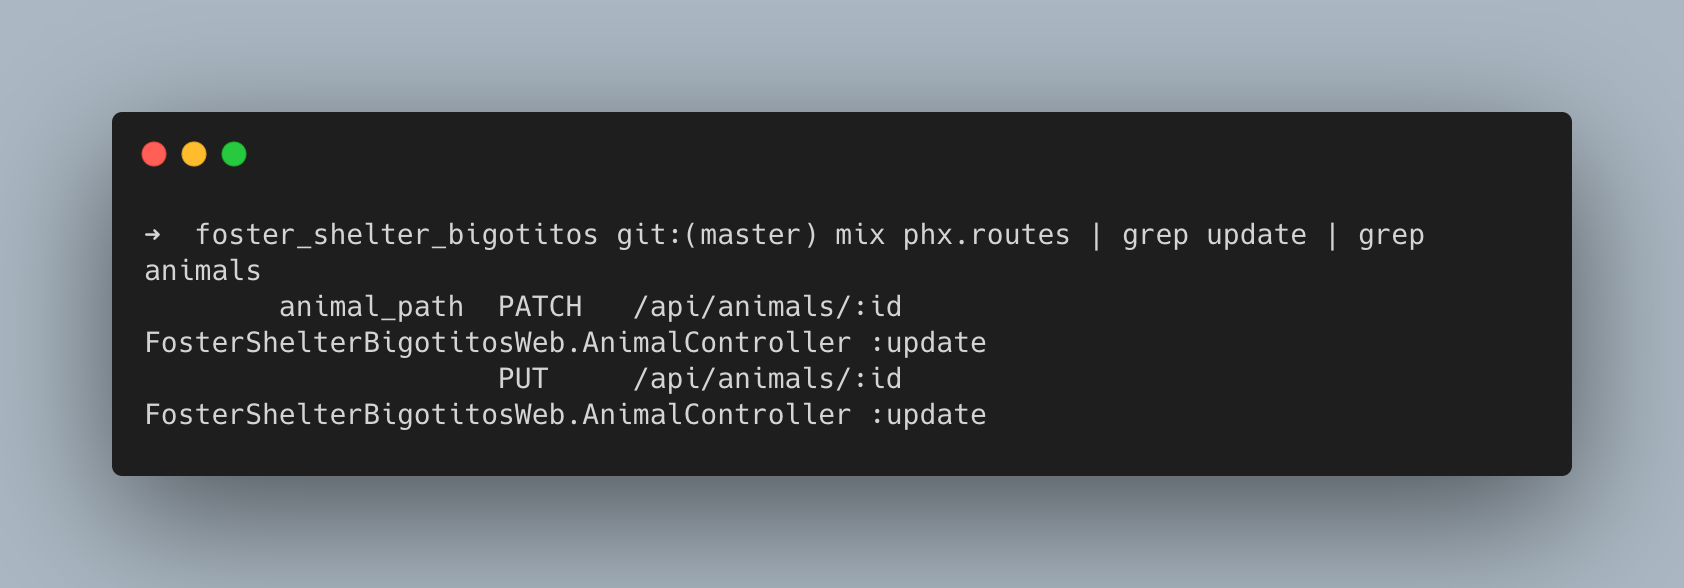 ➜  foster_shelter_bigotitos git:(master) mix phx.routes | grep update | grep
animals
        animal_path  PATCH   /api/animals/:id
FosterShelterBigotitosWeb.AnimalController :update
                     PUT     /api/animals/:id
FosterShelterBigotitosWeb.AnimalController :update